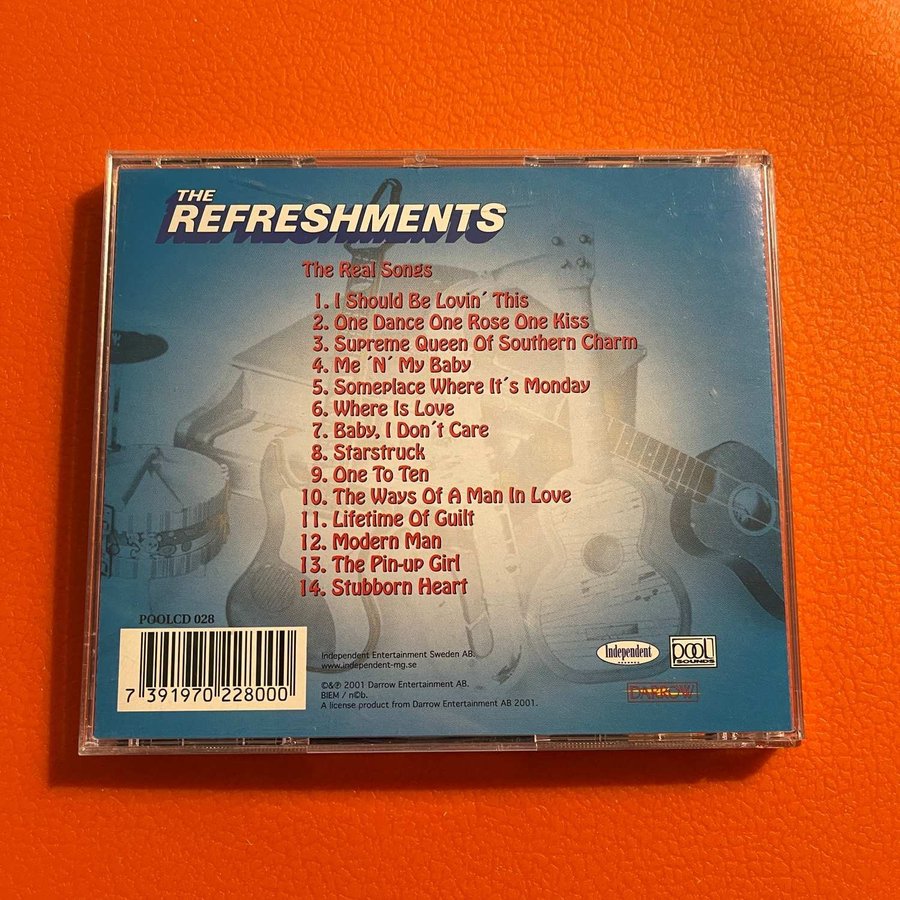 THE
REFRESHMENTS
The Real Songs
1. I Should Be Lovin´ This
2. One Dance One Rose One Kiss
3. Supreme Queen Of Southern Charm
4. Me ´N´ My Baby
5. Someplace Where It´s Monday
6. Where Is Love
7. Baby, I Don´t Care
8. Starstruck
9. One To Ten
10. The Ways Of A Man In Love
11. Lifetime Of Guilt
12. Modern Man
13. The Pin-up Girl
14. Stubborn Heart
POOLCD 028
7 391970 228000
Independent Entertainment Sweden AB.
www.independent-mg.se
©&℗ 2001 Darrow Entertainment AB.
BIEM / n©b.
A license product from Darrow Entertainment AB 2001.
Independent
pool
SOUNDS
DARROW